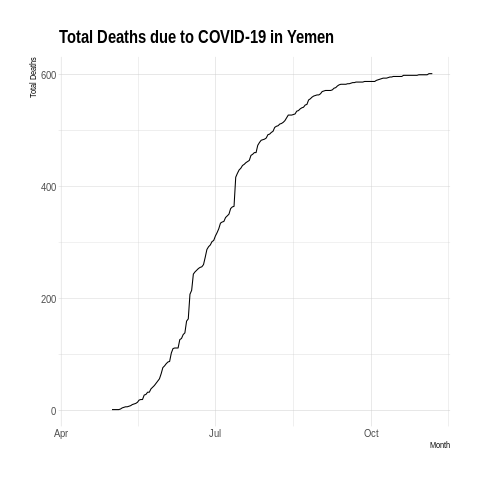 Total Deaths due to COVID-19 in Yemen
Total Deaths
600
400
200
0
Apr
Jul
Oct
Month